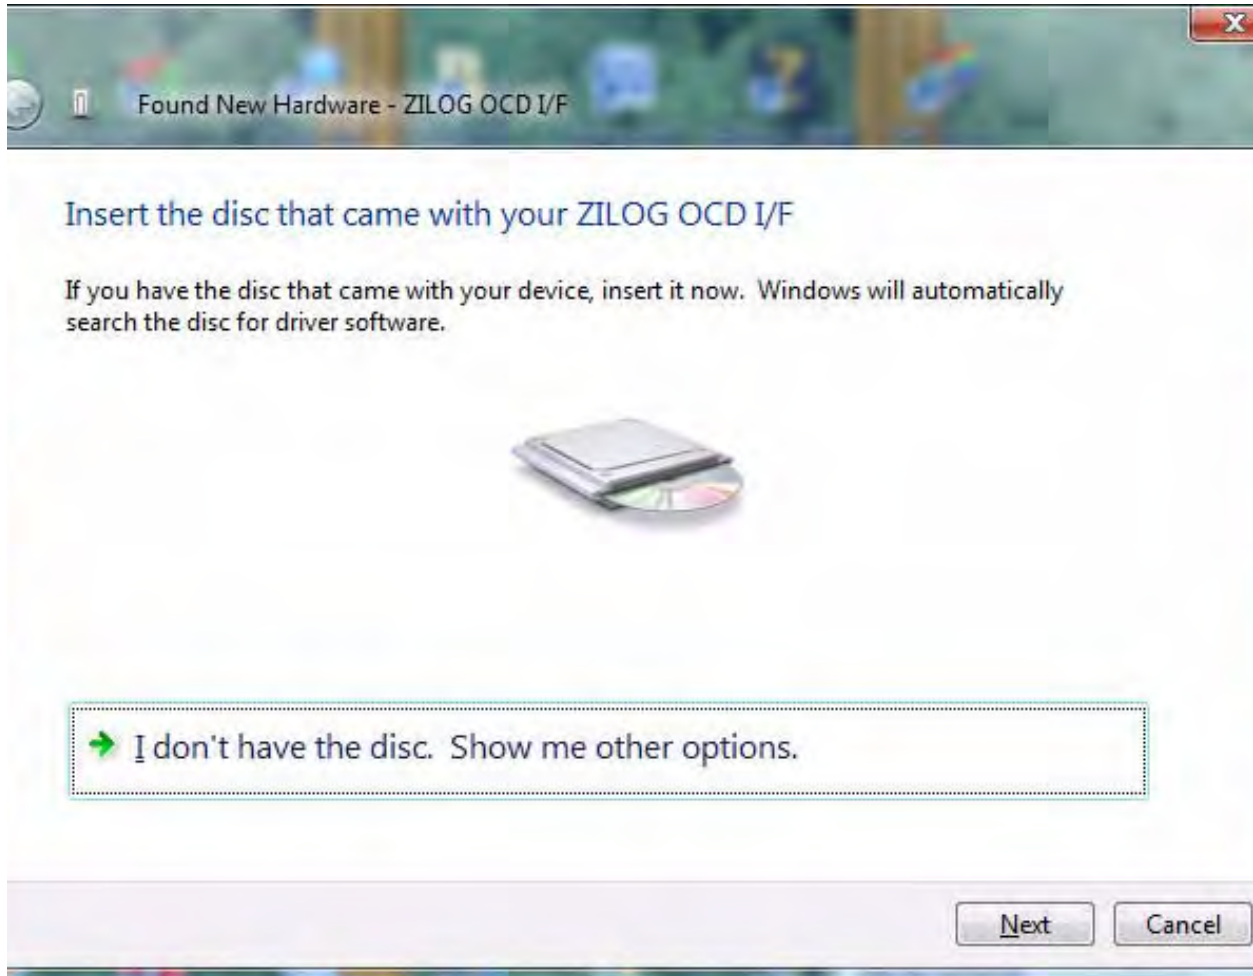 Found New Hardware - ZILOG OCD I/F
Insert the disc that came with your ZILOG OCD I/F
If you have the disc that came with your device, insert it now.  Windows will automatically
search the disc for driver software.
I don't have the disc.  Show me other options.
Next
Cancel